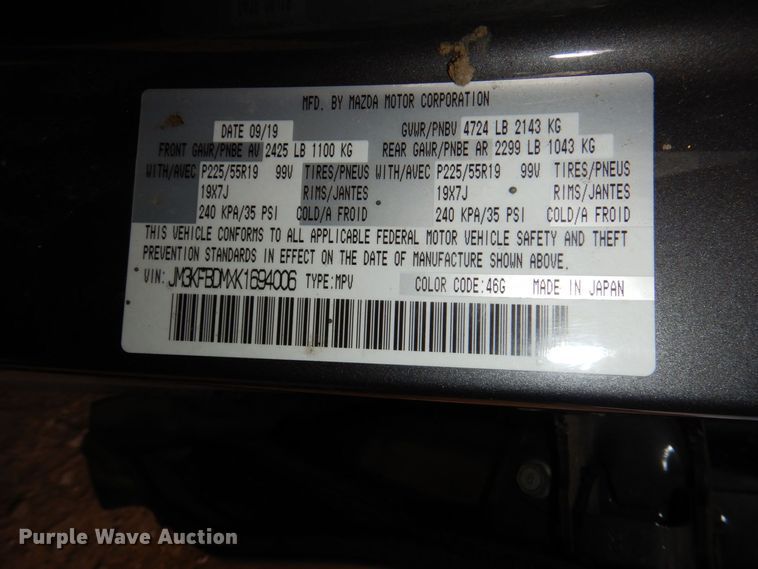 MFD. BY MAZDA MOTOR CORPORATION
DATE 09/19 GVWR/PNBV 4724 LB 2143 KG
FRONT GAWR/PNBE AV 2425 LB 1100 KG REAR GAWR/PNBE AR 2299 LB 1043 KG
WITH/AVEC P225/55R19 99V TIRES/PNEUS WITH/AVEC P225/55R19 99V TIRES/PNEUS
19X7J RIMS/JANTES 19X7J RIMS/JANTES
240 KPA/35 PSI COLD/A FROID 240 KPA/35 PSI COLD/A FROID
THIS VEHICLE CONFORMS TO ALL APPLICABLE FEDERAL MOTOR VEHICLE SAFETY AND THEFT
PREVENTION STANDARDS IN EFFECT ON THE DATE OF MANUFACTURE SHOWN ABOVE.
VIN: JM3KFBDMXK1694006 TYPE:MPV COLOR CODE:46G MADE IN JAPAN
Purple Wave Auction